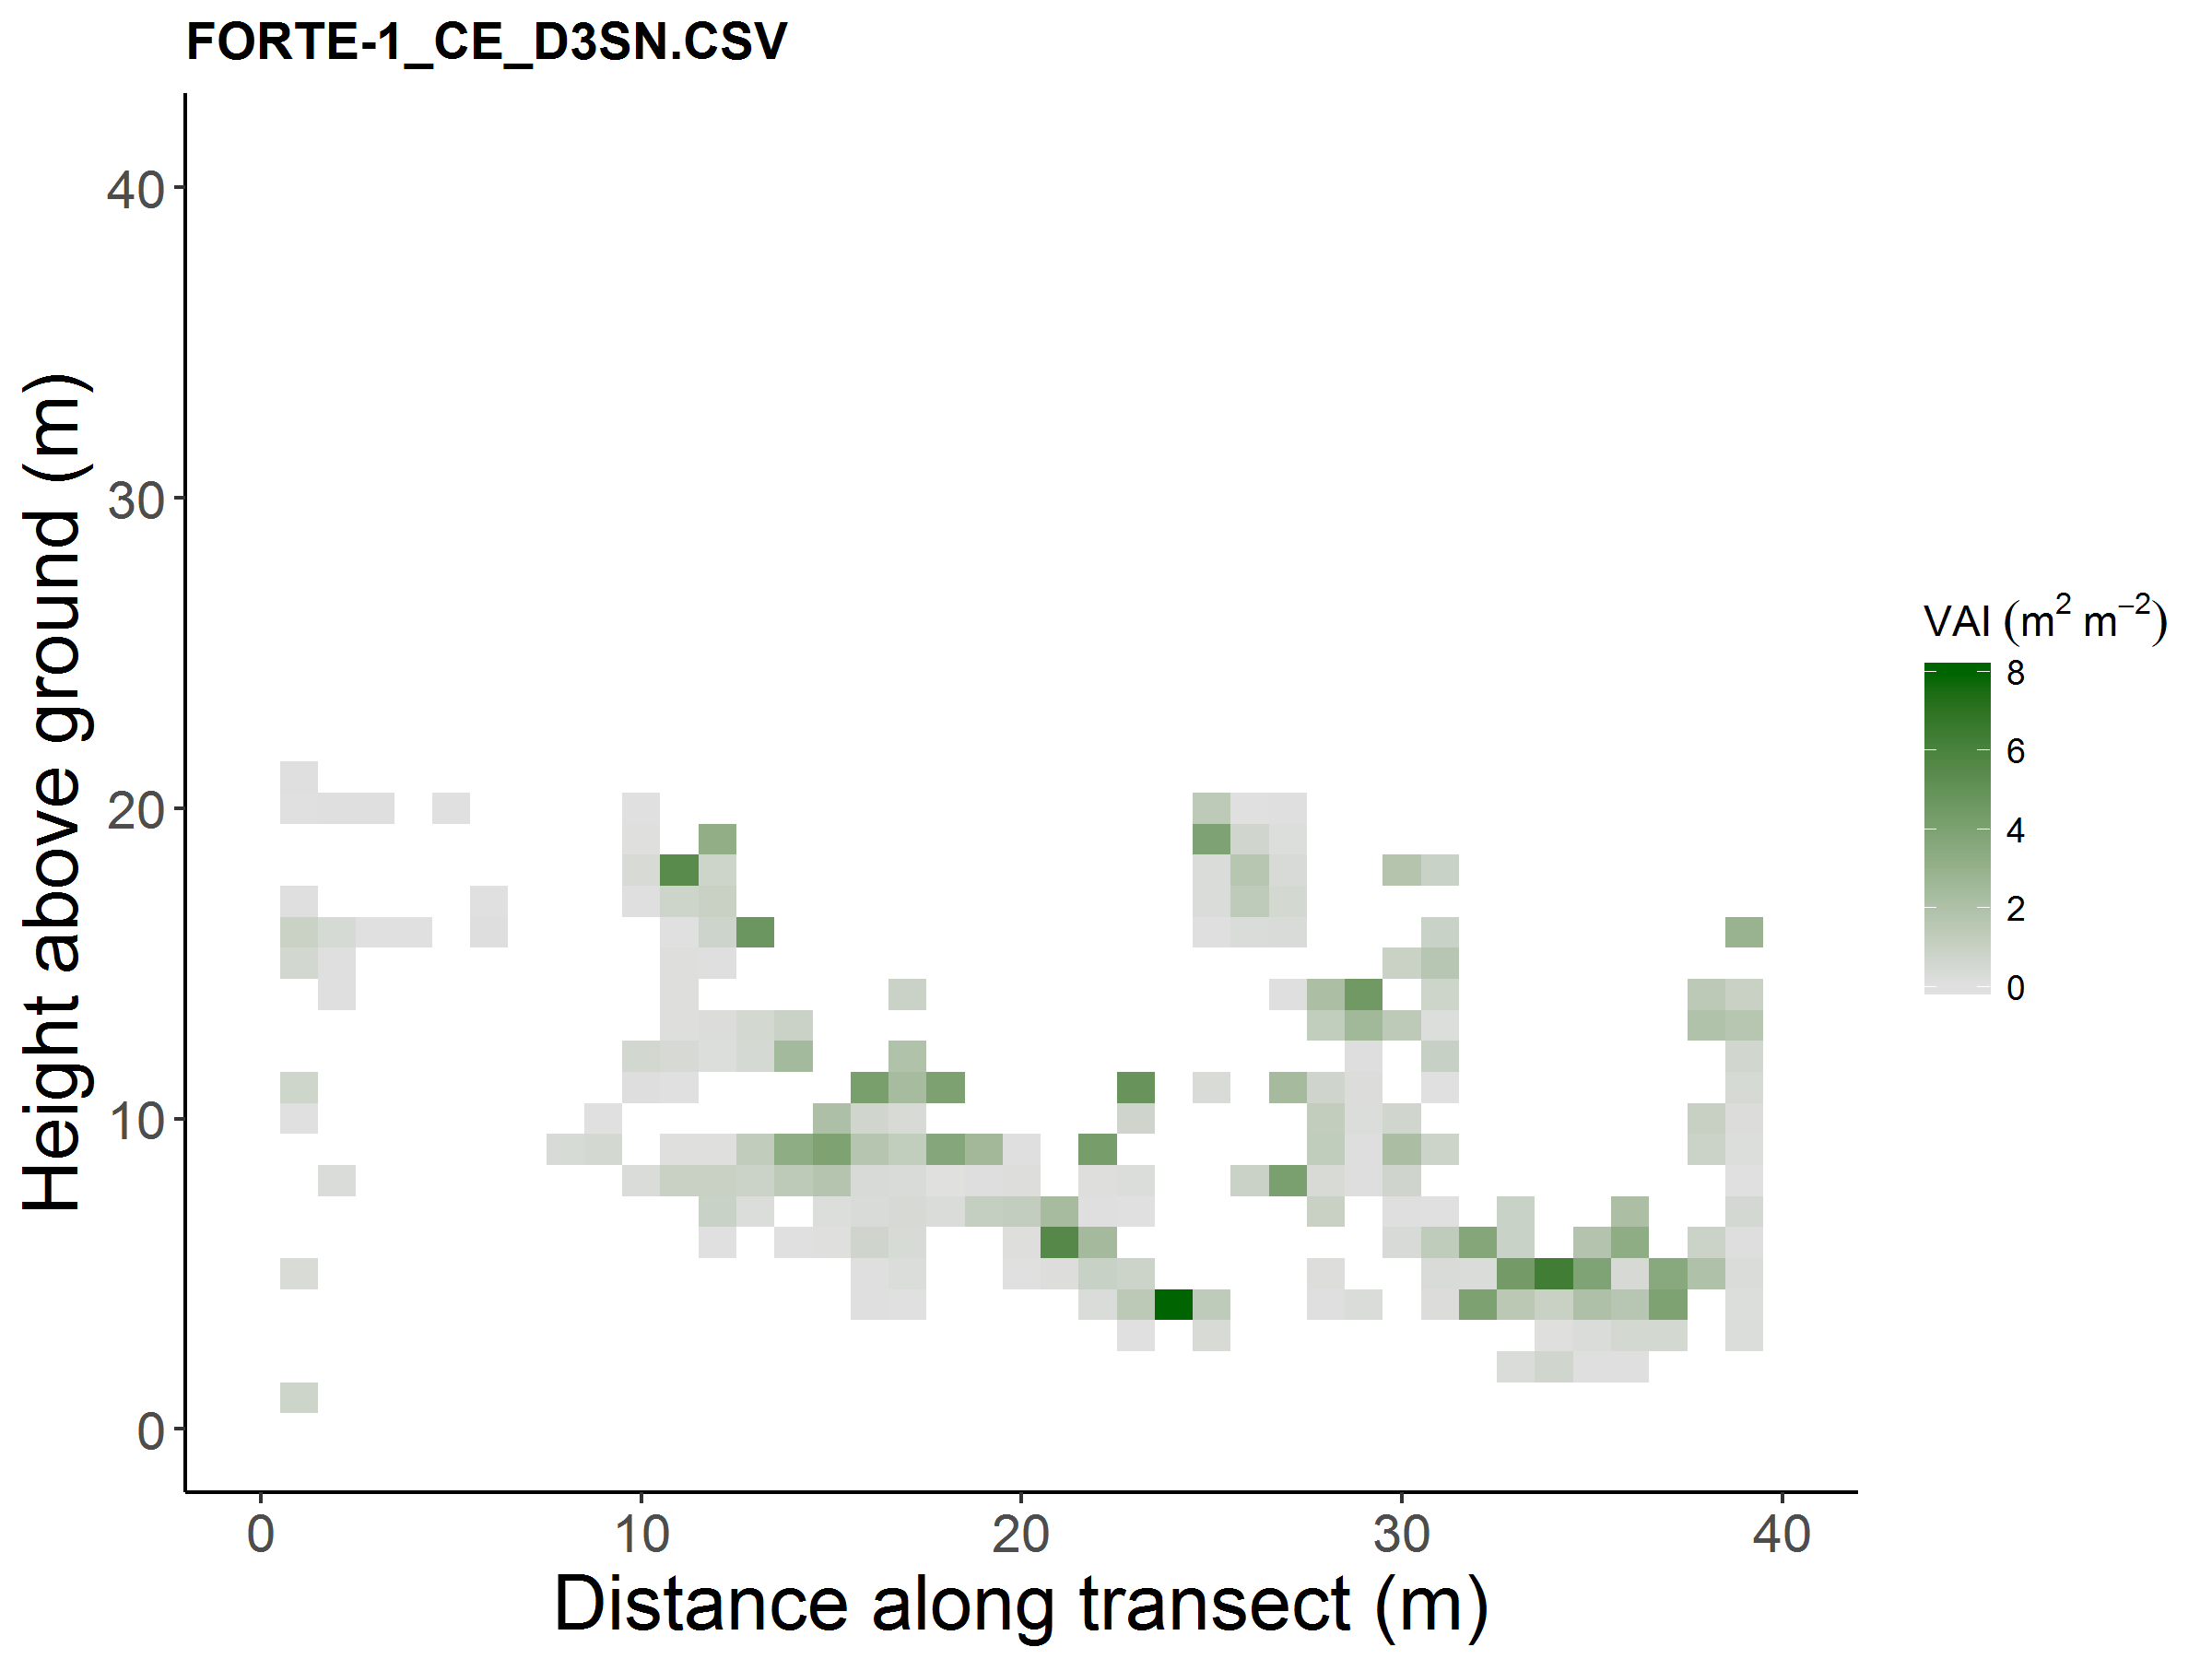 FORTE-1_CE_D3SN.CSV
Height above ground (m)
40
30
20
10
0
0 10 20 30 40
Distance along transect (m)
VAI (m² m⁻²)
8
6
4
2
0